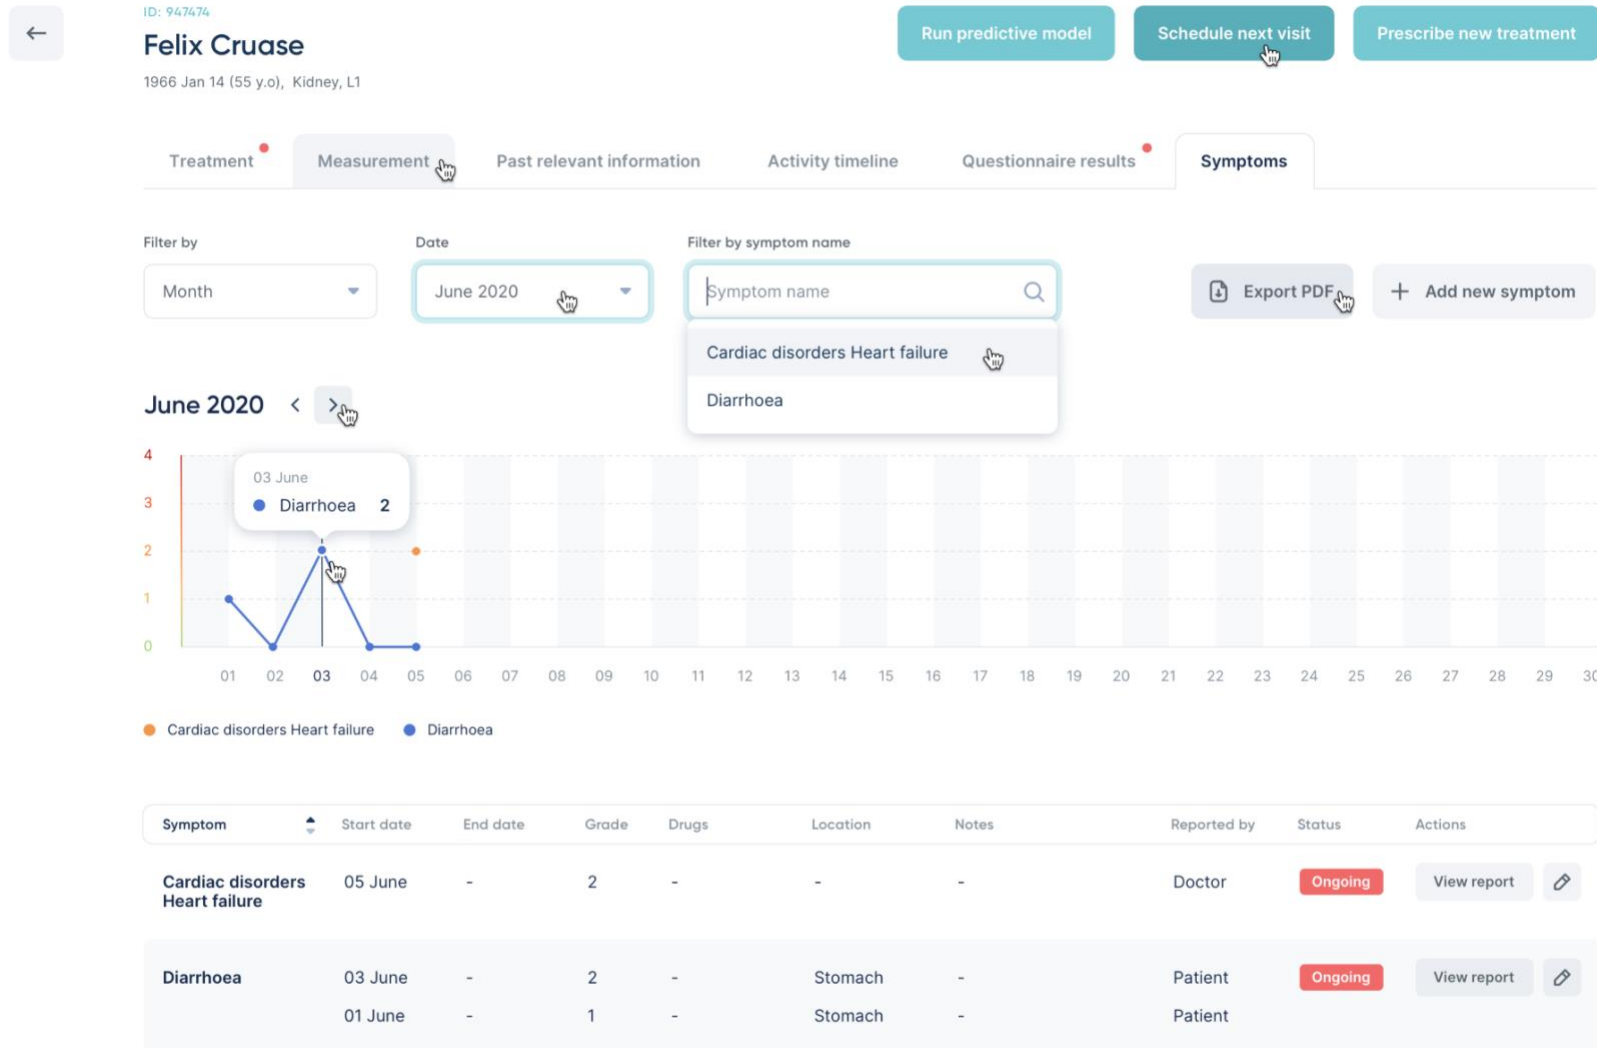 ID: 947474
Felix Cruase
1966 Jan 14 (55 y.o), Kidney, L1
Run predictive model
Schedule next visit
Prescribe new treatment
Treatment
Measurement
Past relevant information
Activity timeline
Questionnaire results
Symptoms
Filter by
Date
Filter by symptom name
Month
June 2020
Symptom name
Export PDF
Add new symptom
Cardiac disorders Heart failure
Diarrhoea
June 2020
4
3
2
1
0
03 June
Diarrhoea 2
01 02 03 04 05 06 07 08 09 10 11 12 13 14 15 16 17 18 19 20 21 22 23 24 25 26 27 28 29 30
Cardiac disorders Heart failure Diarrhoea
Symptom Start date End date Grade Drugs Location Notes Reported by Status Actions
Cardiac disorders 05 June - 2 - - - Doctor Ongoing View report
Heart failure
Diarrhoea 03 June - 2 - Stomach - Patient Ongoing View report
01 June - 1 - Stomach - Patient